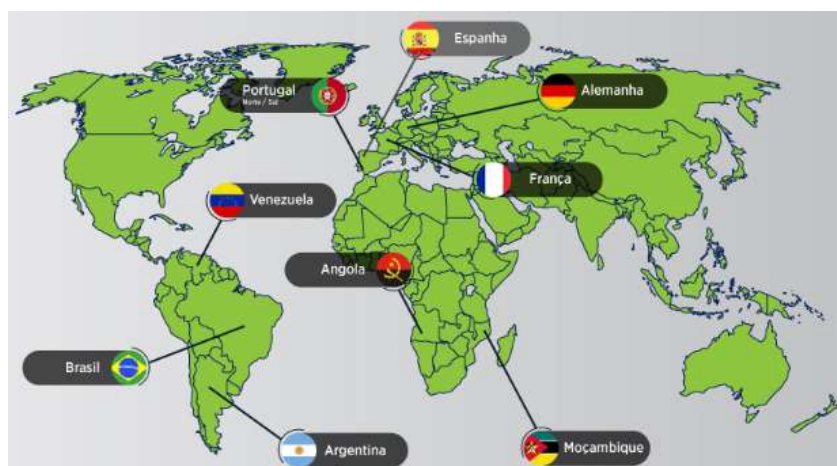 Espanha
Portugal
Norte / Sul
Alemanha
França
Venezuela
Angola
Brasil
Argentina
Moçambique